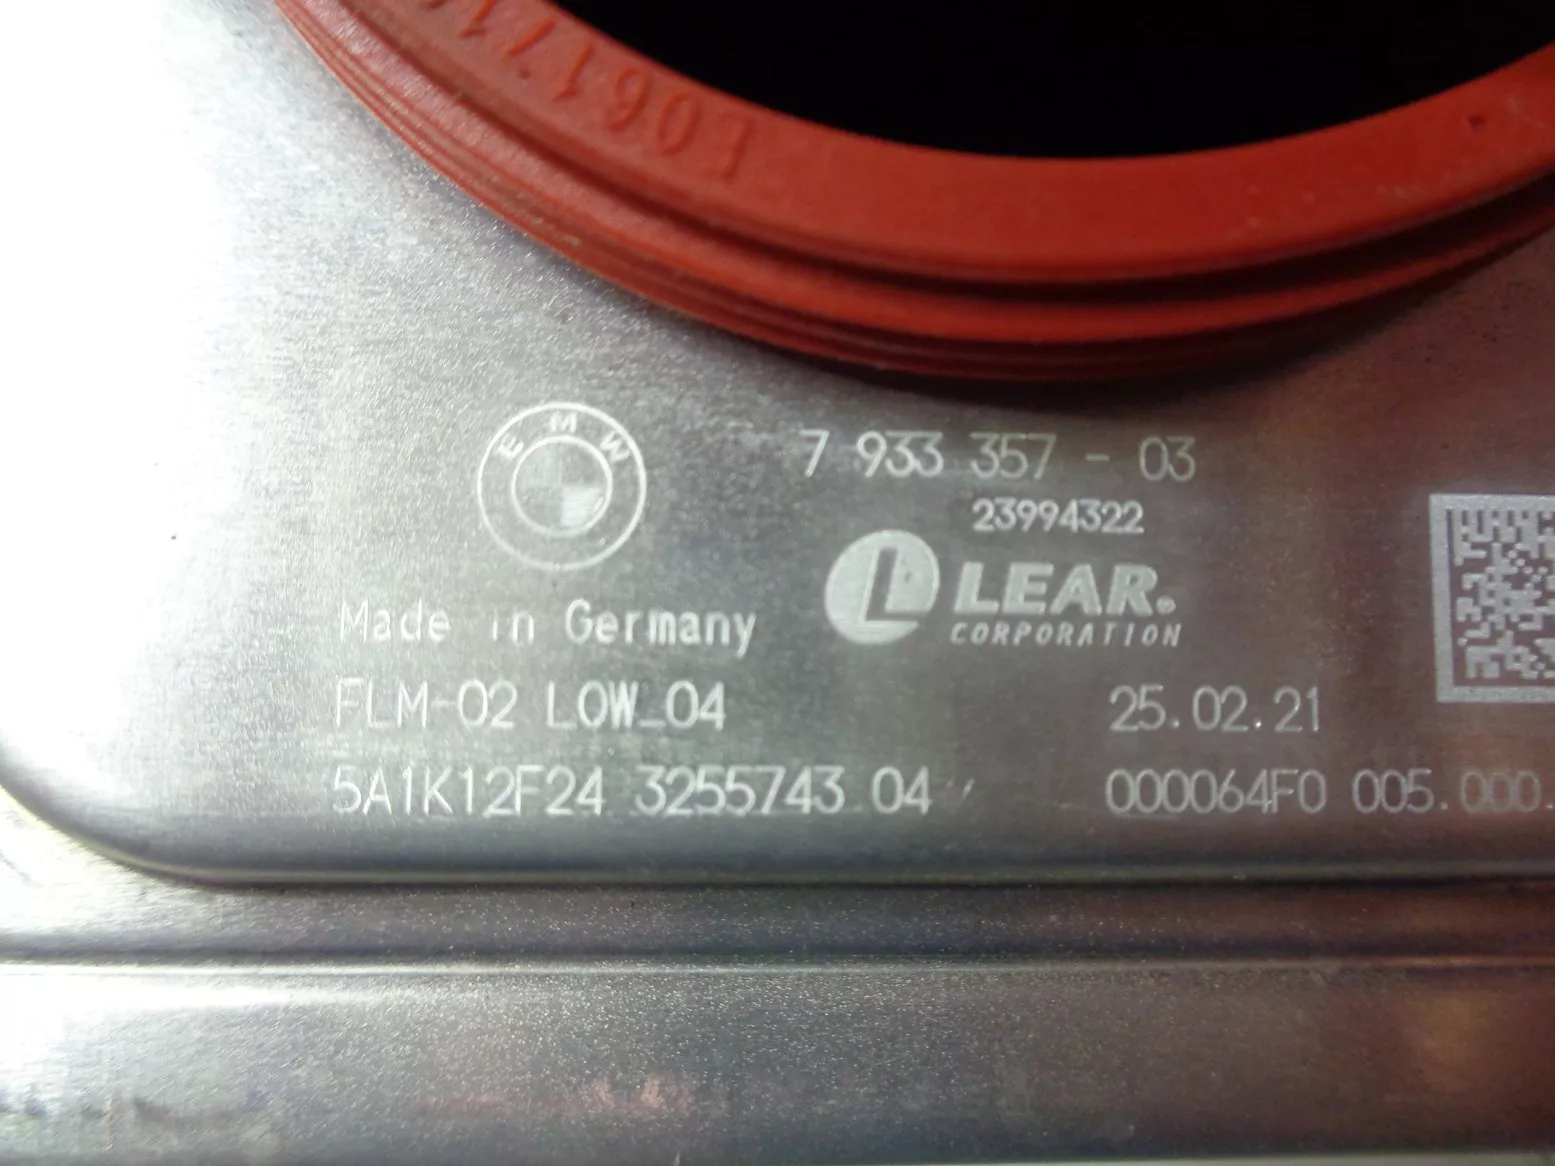 E06171
BMW
7 933 357 - 03
23994322
LEAR.
CORPORATION
Made in Germany
FLM-02 LOW_04
25.02.21
5A1K12F24 3255743 04
000064F0 005.000.